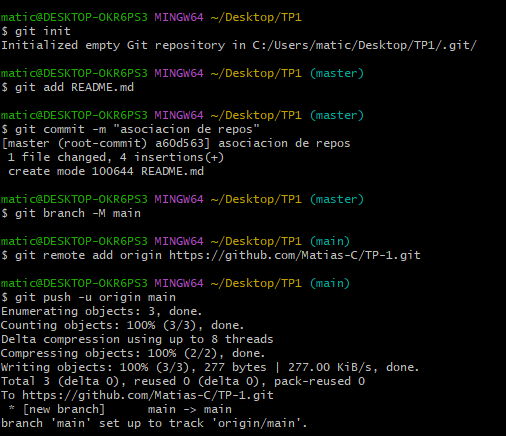 matic@DESKTOP-OKR6PS3 MINGW64 ~/Desktop/TP1
$ git init
Initialized empty Git repository in C:/Users/matic/Desktop/TP1/.git/
matic@DESKTOP-OKR6PS3 MINGW64 ~/Desktop/TP1 (master)
$ git add README.md
matic@DESKTOP-OKR6PS3 MINGW64 ~/Desktop/TP1 (master)
$ git commit -m "asociacion de repos"
[master (root-commit) a60d563] asociacion de repos
1 file changed, 4 insertions(+)
create mode 100644 README.md
matic@DESKTOP-OKR6PS3 MINGW64 ~/Desktop/TP1 (master)
$ git branch -M main
matic@DESKTOP-OKR6PS3 MINGW64 ~/Desktop/TP1 (main)
$ git remote add origin https://github.com/Matias-C/TP-1.git
matic@DESKTOP-OKR6PS3 MINGW64 ~/Desktop/TP1 (main)
$ git push -u origin main
Enumerating objects: 3, done.
Counting objects: 100% (3/3), done.
Delta compression using up to 8 threads
Compressing objects: 100% (2/2), done.
Writing objects: 100% (3/3), 277 bytes | 277.00 KiB/s, done.
Total 3 (delta 0), reused 0 (delta 0), pack-reused 0
To https://github.com/Matias-C/TP-1.git
* [new branch]      main -> main
branch 'main' set up to track 'origin/main'.